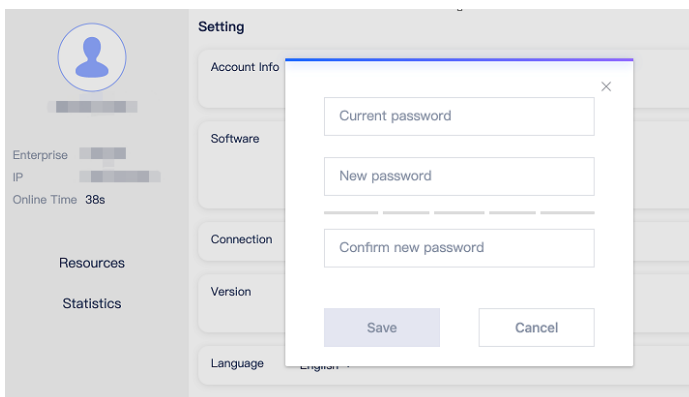 Setting
Account Info
Software
Enterprise
IP
Online Time 38s
Connection
Resources
Version
Statistics
Language English
Current password
New password
Confirm new password
Save Cancel